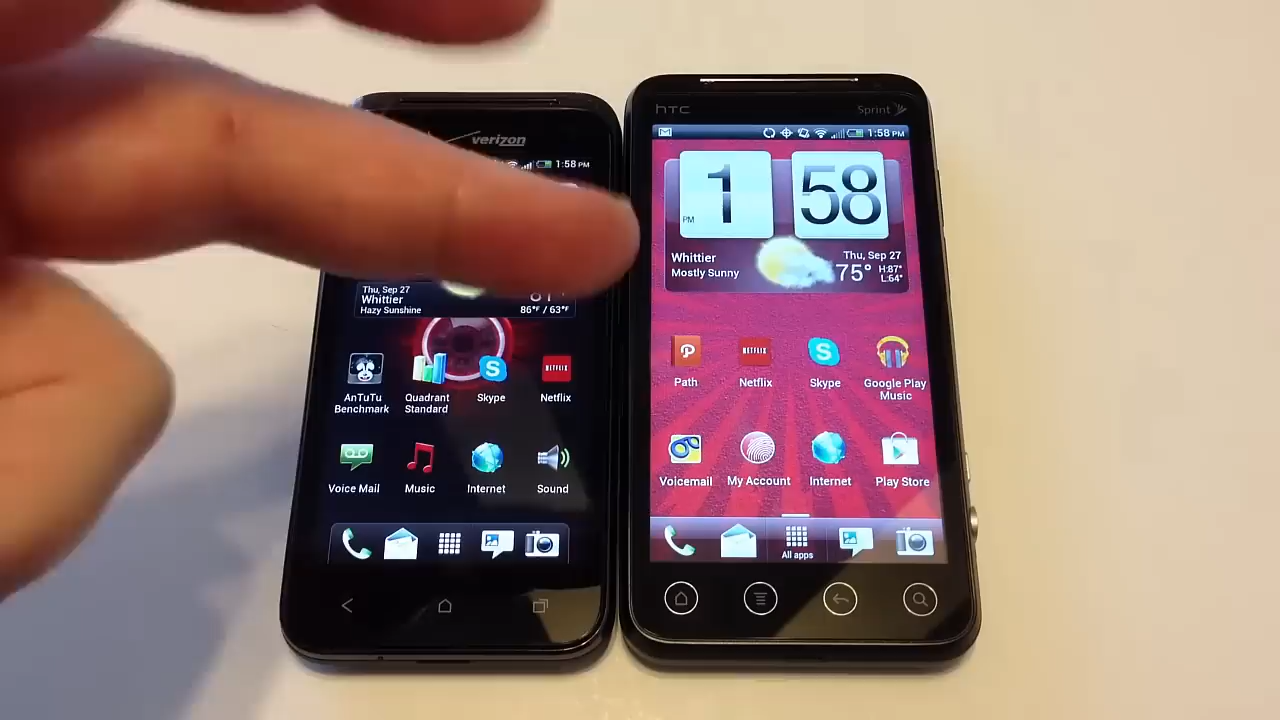 verizon
1:58 PM
Thu, Sep 27
Whittier
Hazy Sunshine
86°F / 63°F
AnTuTu
Benchmark
Quadrant
Standard
Skype
NETFLIX
Netflix
Voice Mail
Music
Internet
Sound
hTC
Sprint
1:58 PM
PM
1
58
Whittier
Mostly Sunny
Thu, Sep 27
75°
H:87°
L:64°
P
NETFLIX
S
Path
Netflix
Skype
Google Play
Music
Voicemail
My Account
Internet
Play Store
All apps